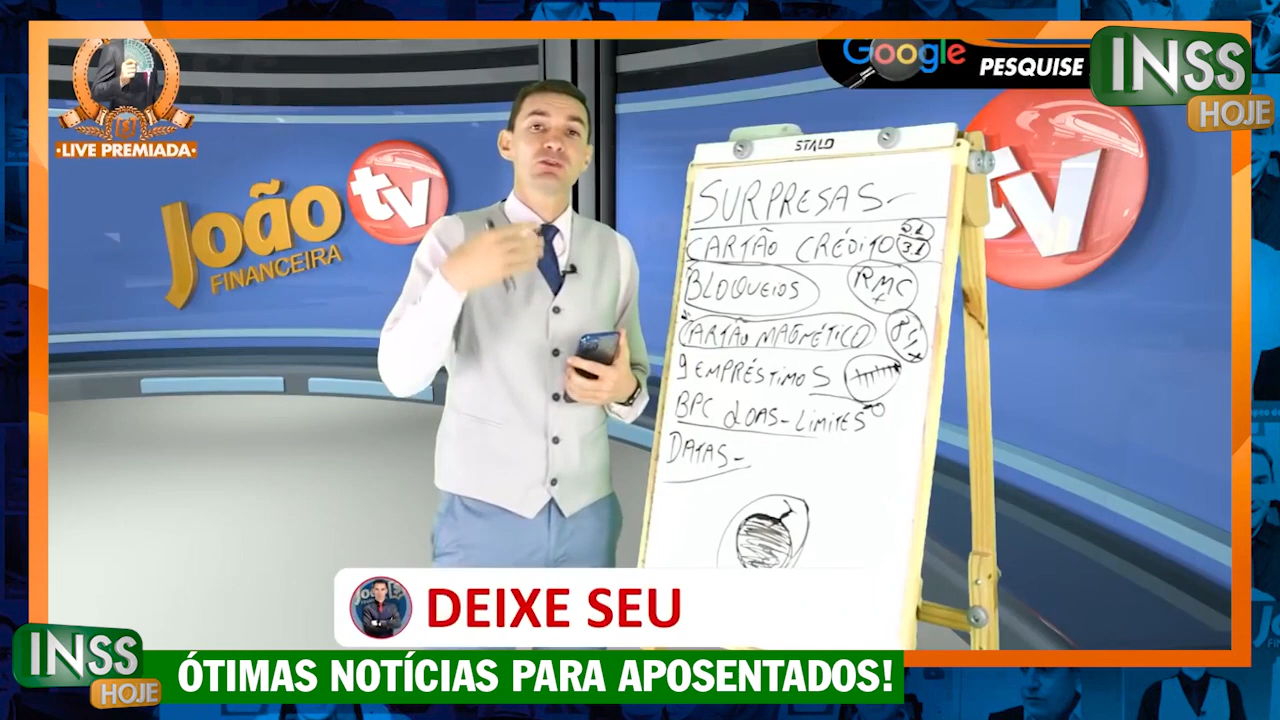 Google
PESQUISE
INSS
HOJE
•LIVE PREMIADA•
João tv
FINANCEIRA
tv
STALO
SURPRESAS-
CARTÃO CRÉDITO
BLOQUEIOS RMC
CARTÃO MAGNÉTICO
9 EMPRÉSTIMOS
BPC LOAS-LIMITES
DATAS-
DEIXE SEU
INSS
HOJE
ÓTIMAS NOTÍCIAS PARA APOSENTADOS!